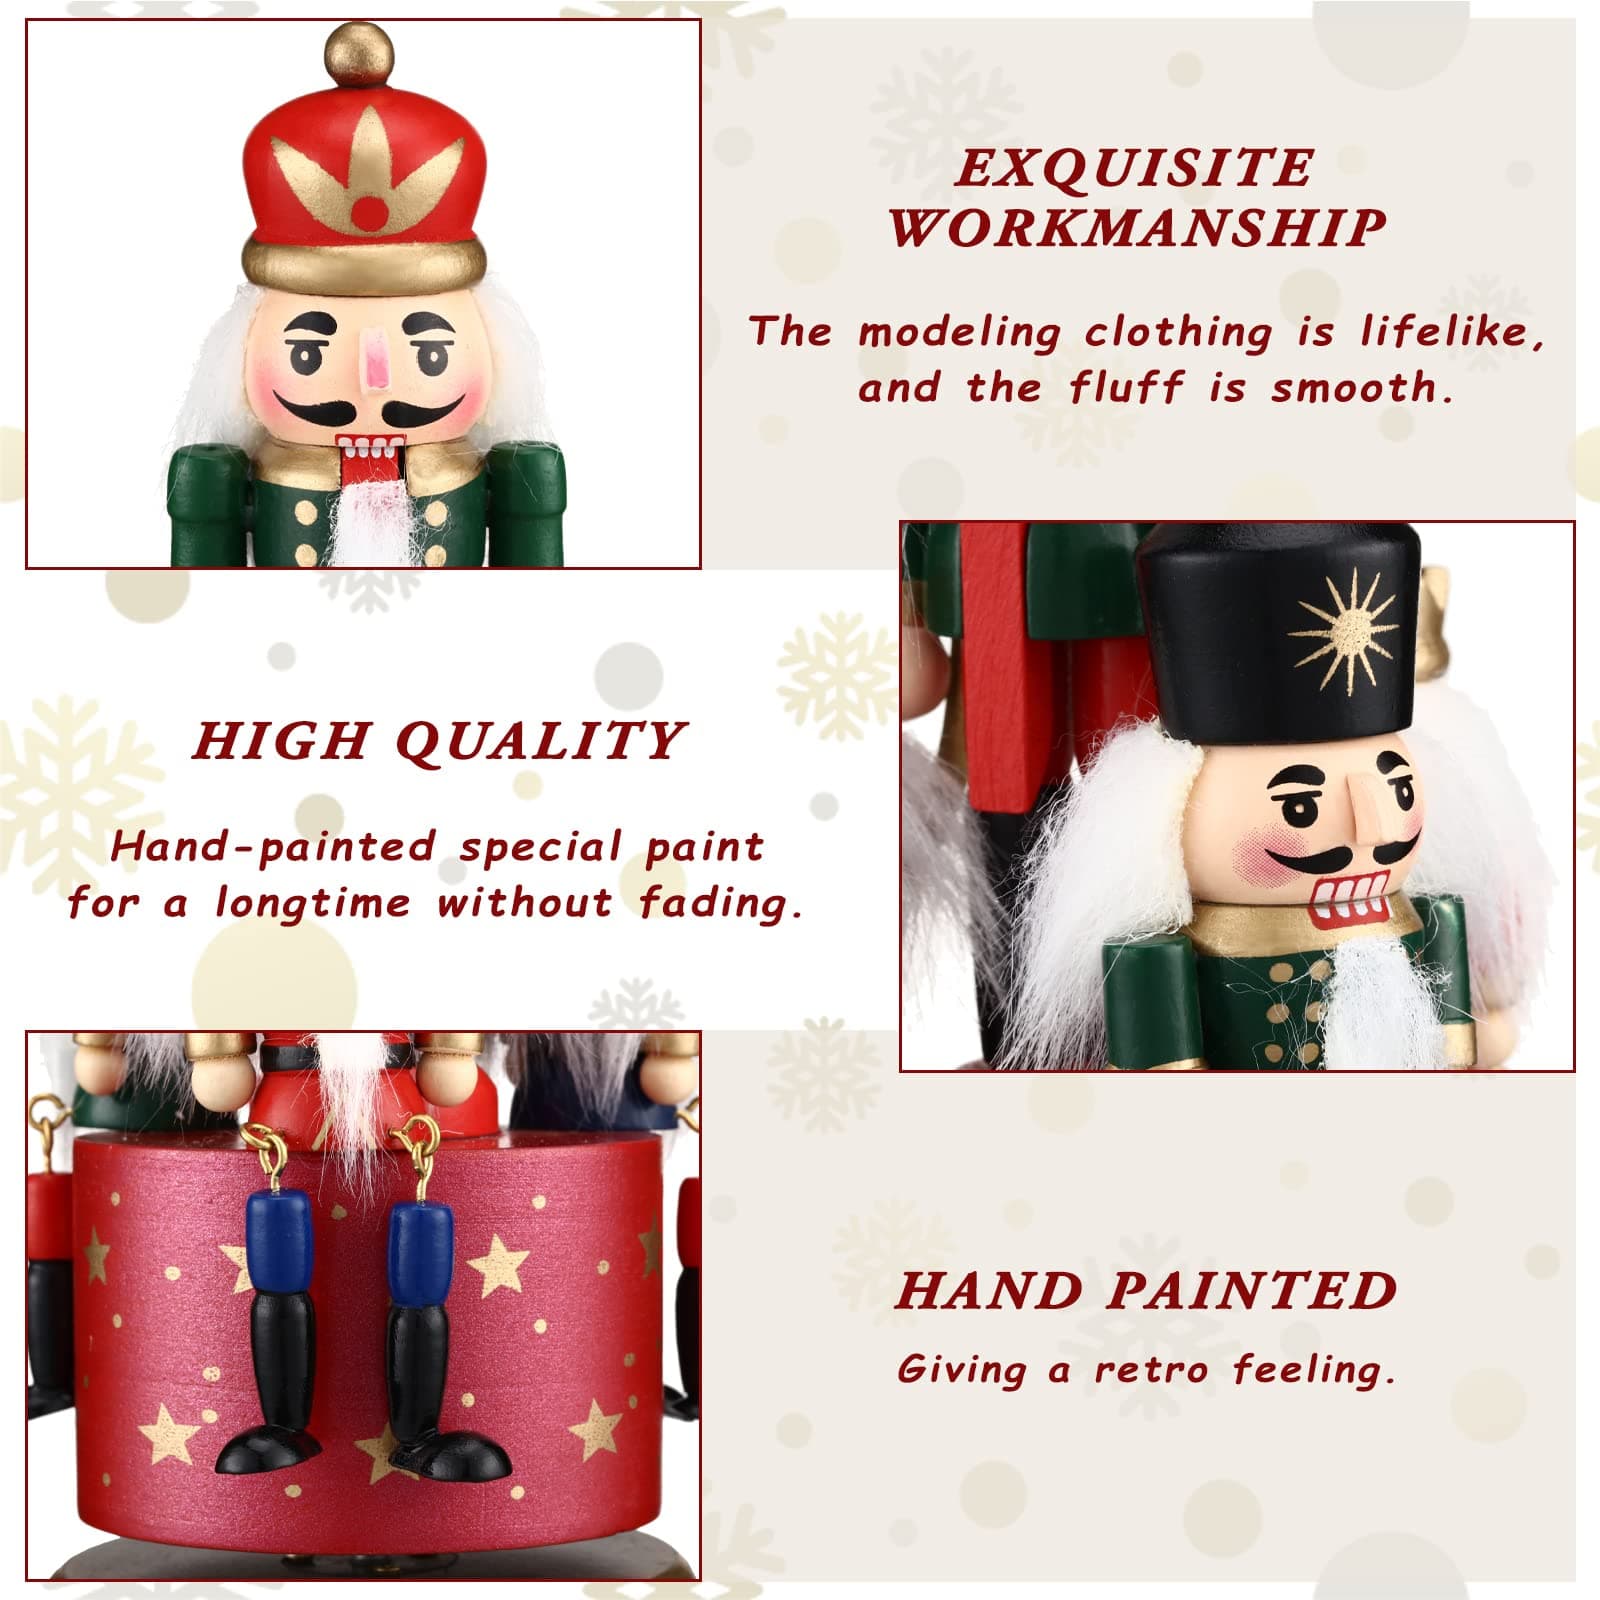 EXQUISITE
WORKMANSHIP
The modeling clothing is lifelike,
and the fluff is smooth.
HIGH QUALITY
Hand-painted special paint
for a longtime without fading.
HAND PAINTED
Giving a retro feeling.